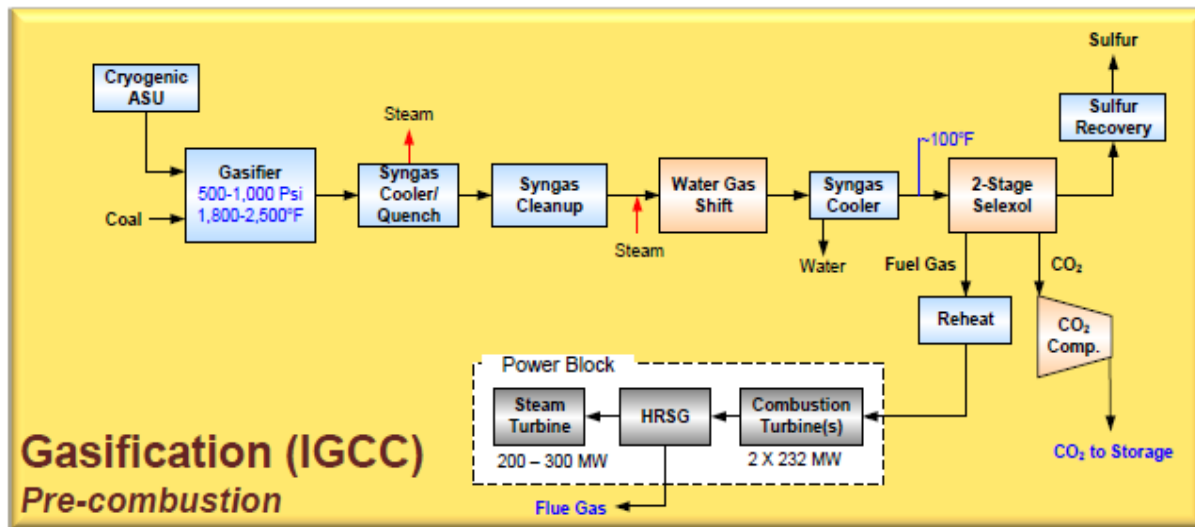 Sulfur
Cryogenic
ASU
Sulfur
Recovery
Steam
~100°F
Gasifier
500-1,000 Psi
1,800-2,500°F
Syngas
Cooler/
Quench
Syngas
Cleanup
Water Gas
Shift
Syngas
Cooler
2-Stage
Selexol
Coal
Steam
Water
Fuel Gas
CO₂
Reheat
CO₂
Comp.
Power Block
Steam
Turbine
HRSG
Combustion
Turbine(s)
200 – 300 MW
2 X 232 MW
CO₂ to Storage
Gasification (IGCC)
Pre-combustion
Flue Gas